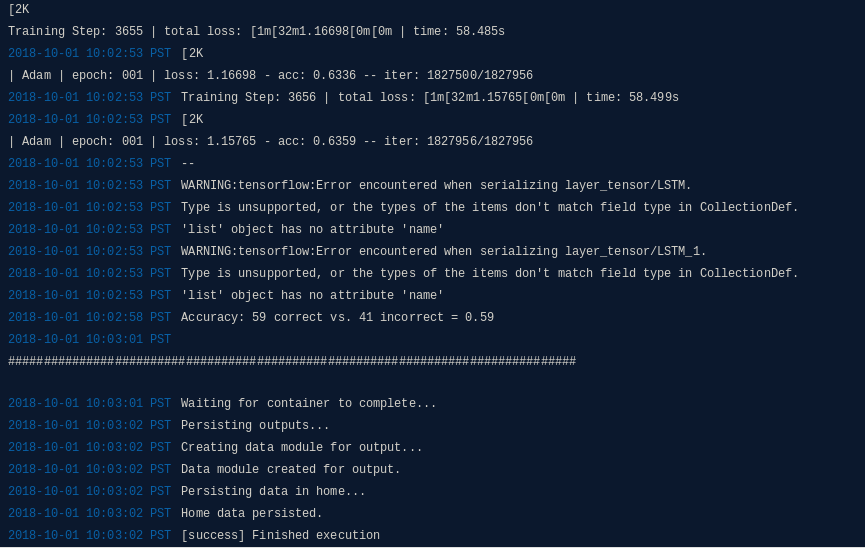 [2K
Training Step: 3655 | total loss: [1m[32m1.16698[0m[0m | time: 58.485s
2018-10-01 10:02:53 PST [2K
| Adam | epoch: 001 | loss: 1.16698 - acc: 0.6336 -- iter: 1827500/1827956
2018-10-01 10:02:53 PST Training Step: 3656 | total loss: [1m[32m1.15765[0m[0m | time: 58.499s
2018-10-01 10:02:53 PST [2K
| Adam | epoch: 001 | loss: 1.15765 - acc: 0.6359 -- iter: 1827956/1827956
2018-10-01 10:02:53 PST --
2018-10-01 10:02:53 PST WARNING:tensorflow:Error encountered when serializing layer_tensor/LSTM.
2018-10-01 10:02:53 PST Type is unsupported, or the types of the items don't match field type in CollectionDef.
2018-10-01 10:02:53 PST 'list' object has no attribute 'name'
2018-10-01 10:02:53 PST WARNING:tensorflow:Error encountered when serializing layer_tensor/LSTM_1.
2018-10-01 10:02:53 PST Type is unsupported, or the types of the items don't match field type in CollectionDef.
2018-10-01 10:02:53 PST 'list' object has no attribute 'name'
2018-10-01 10:02:58 PST Accuracy: 59 correct vs. 41 incorrect = 0.59
2018-10-01 10:03:01 PST
################################################################################
2018-10-01 10:03:01 PST Waiting for container to complete...
2018-10-01 10:03:02 PST Persisting outputs...
2018-10-01 10:03:02 PST Creating data module for output...
2018-10-01 10:03:02 PST Data module created for output.
2018-10-01 10:03:02 PST Persisting data in home...
2018-10-01 10:03:02 PST Home data persisted.
2018-10-01 10:03:02 PST [success] Finished execution